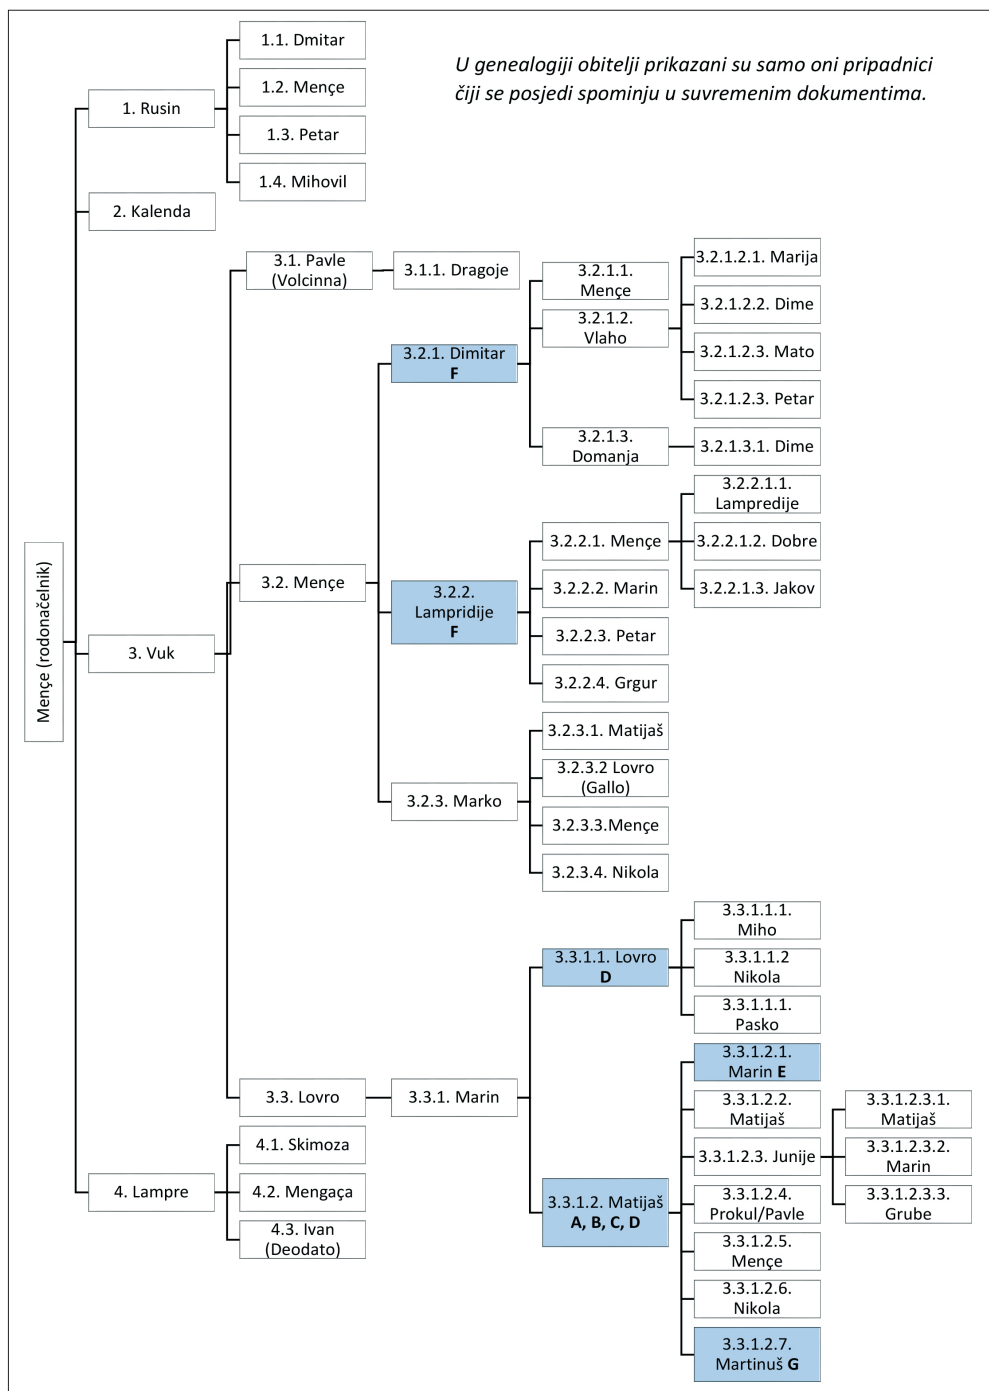 U genealogiji obitelji prikazani su samo oni pripadnici
čiji se posjedi spominju u suvremenim dokumentima.
Mençe (rodonačelnik)
1. Rusin
1.1. Dmitar
1.2. Mençe
1.3. Petar
1.4. Mihovil
2. Kalenda
3. Vuk
3.1. Pavle
(Volcinna)
3.1.1. Dragoje
3.2. Mençe
3.2.1. Dimitar
F
3.2.1.1.
Mençe
3.2.1.2.
Vlaho
3.2.1.2.1. Marija
3.2.1.2.2. Dime
3.2.1.2.3. Mato
3.2.1.2.3. Petar
3.2.1.3.
Domanja
3.2.1.3.1. Dime
3.2.2.
Lampridije
F
3.2.2.1. Mençe
3.2.2.1.1.
Lampredije
3.2.2.1.2. Dobre
3.2.2.1.3. Jakov
3.2.2.2. Marin
3.2.2.3. Petar
3.2.2.4. Grgur
3.2.3. Marko
3.2.3.1. Matijaš
3.2.3.2 Lovro
(Gallo)
3.2.3.3.Mençe
3.2.3.4. Nikola
3.3. Lovro
3.3.1. Marin
3.3.1.1. Lovro
D
3.3.1.1.1.
Miho
3.3.1.1.2
Nikola
3.3.1.1.1.
Pasko
3.3.1.2. Matijaš
A, B, C, D
3.3.1.2.1.
Marin E
3.3.1.2.2.
Matijaš
3.3.1.2.3. Junije
3.3.1.2.3.1.
Matijaš
3.3.1.2.3.2.
Marin
3.3.1.2.3.3.
Grube
3.3.1.2.4.
Prokul/Pavle
3.3.1.2.5.
Mençe
3.3.1.2.6.
Nikola
3.3.1.2.7.
Martinuš G
4. Lampre
4.1. Skimoza
4.2. Mengaça
4.3. Ivan
(Deodato)